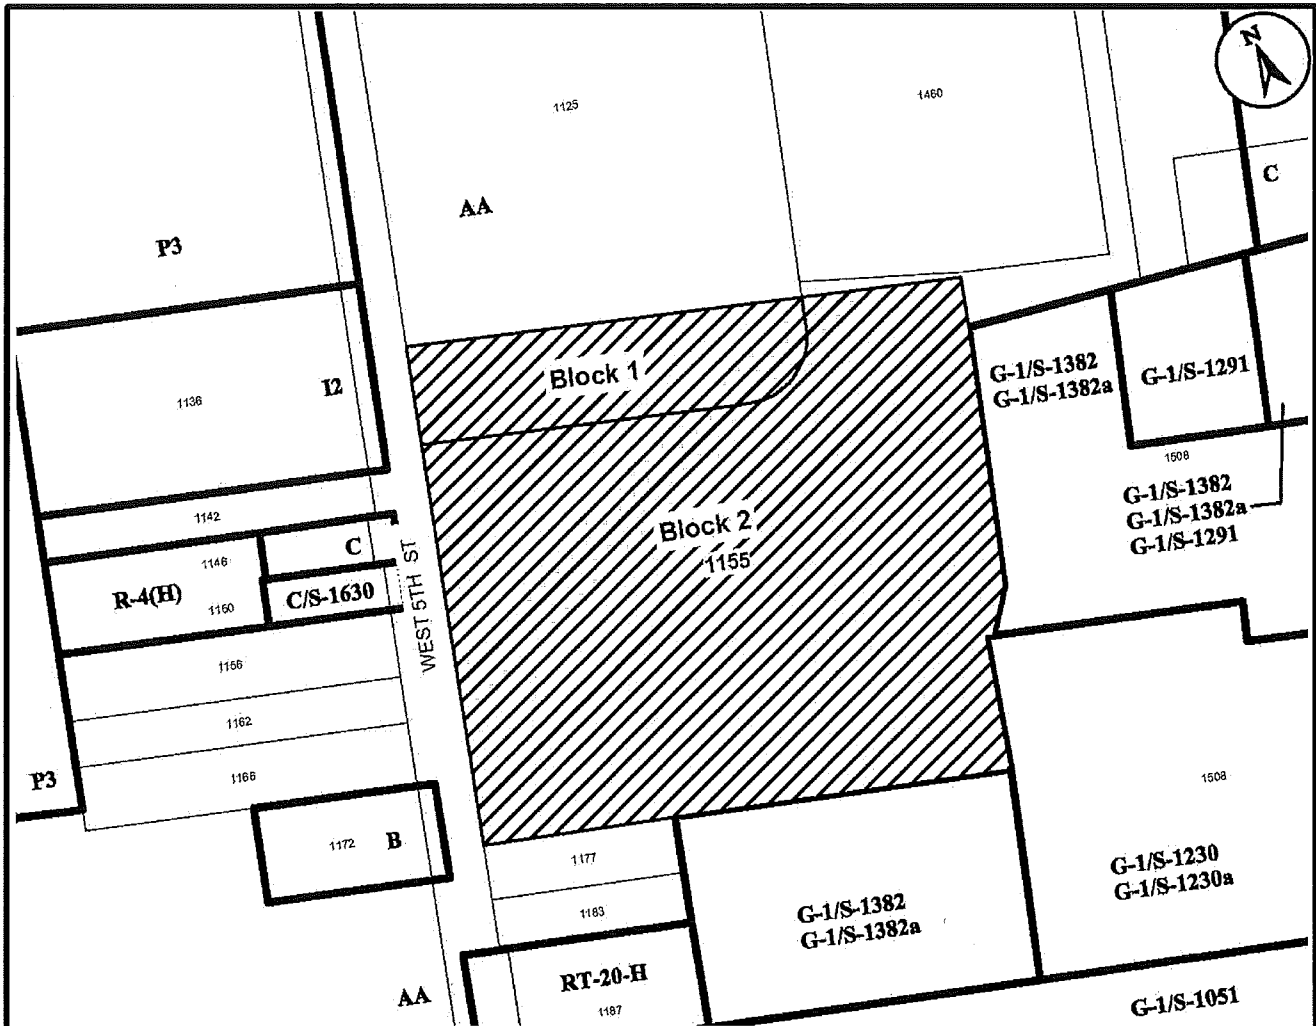 N
1125
1460
C
AA
P3
Block 1
G-1/S-1382
G-1/S-1382a
G-1/S-1291
I2
1136
1508
G-1/S-1382
G-1/S-1382a
G-1/S-1291
1142
Block 2
1155
C
1146
R-4(H)
1150
C/S-1630
WEST 5TH ST
1156
1162
1166
P3
1172
B
1508
1177
G-1/S-1230
G-1/S-1230a
1183
G-1/S-1382
G-1/S-1382a
RT-20-H
1187
AA
G-1/S-1051